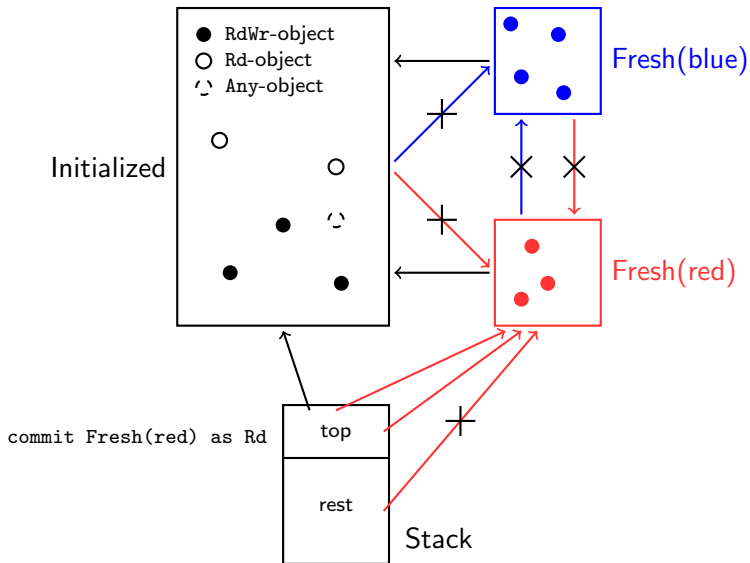 RdWr-object
Rd-object
Any-object
Fresh(blue)
Initialized
Fresh(red)
commit Fresh(red) as Rd
top
rest
Stack